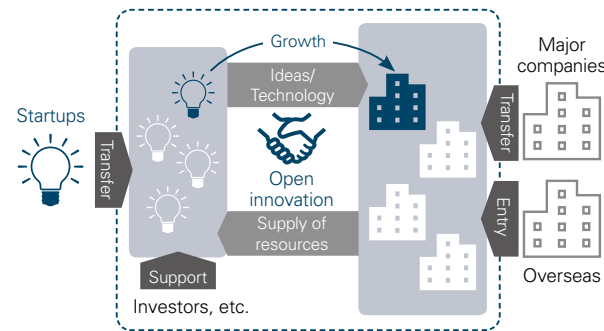 Growth
Ideas/
Technology
Major
companies
Startups
Transfer
Transfer
Open
innovation
Supply of
resources
Entry
Support
Investors, etc.
Overseas